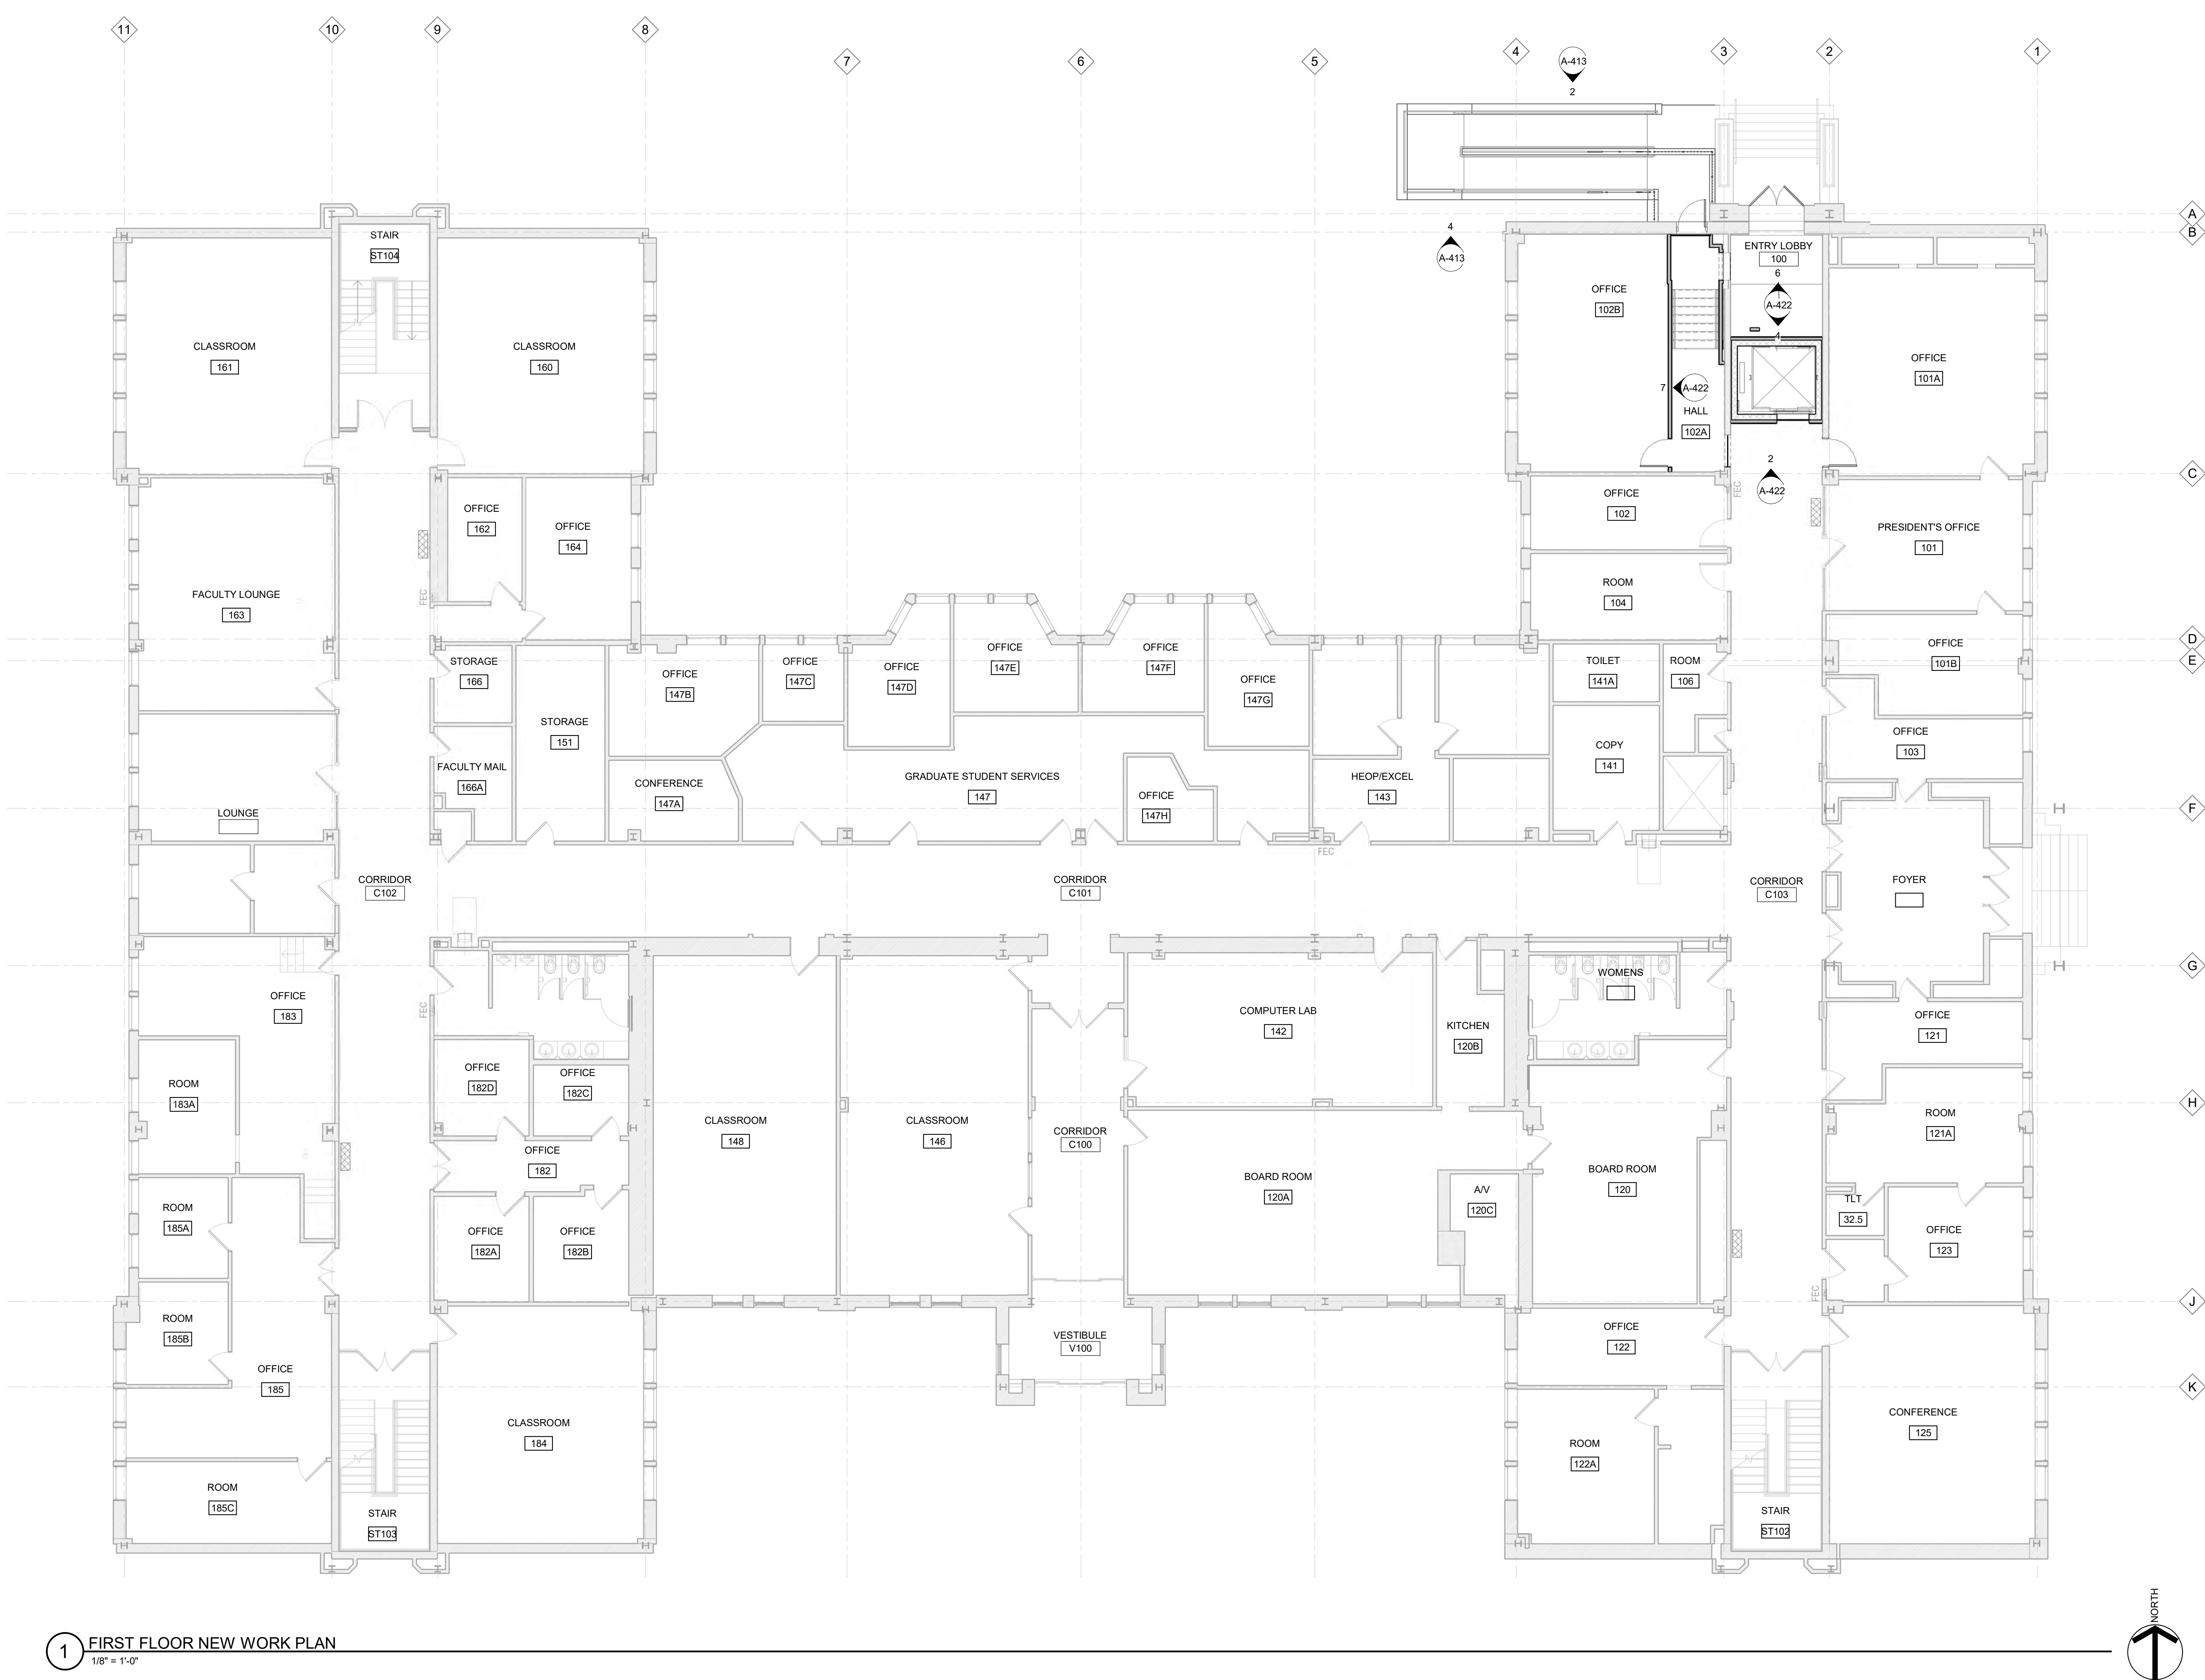 11
10
9
8
7
6
5
4
3
2
1
A-413
2
4
A-413
A
B
C
D
E
F
G
H
J
K
STAIR
ST104
ENTRY LOBBY
100
6
A-422
4
OFFICE
102B
CLASSROOM
161
CLASSROOM
160
OFFICE
101A
7
A-422
HALL
102A
2
A-422
FEC
OFFICE
162
OFFICE
164
OFFICE
102
PRESIDENT'S OFFICE
101
FACULTY LOUNGE
163
FEC
ROOM
104
STORAGE
166
OFFICE
147B
OFFICE
147C
OFFICE
147D
OFFICE
147E
OFFICE
147F
OFFICE
147G
TOILET
141A
ROOM
106
OFFICE
101B
STORAGE
151
COPY
141
OFFICE
103
FACULTY MAIL
166A
CONFERENCE
147A
GRADUATE STUDENT SERVICES
147
OFFICE
147H
HEOP/EXCEL
143
LOUNGE
FEC
CORRIDOR
C102
CORRIDOR
C101
CORRIDOR
C103
FOYER
OFFICE
183
FEC
WOMENS
COMPUTER LAB
142
KITCHEN
120B
OFFICE
121
ROOM
183A
OFFICE
182D
OFFICE
182C
CLASSROOM
148
CLASSROOM
146
CORRIDOR
C100
ROOM
121A
OFFICE
182
BOARD ROOM
120A
BOARD ROOM
120
A/V
120C
TLT
32.5
ROOM
185A
OFFICE
182A
OFFICE
182B
OFFICE
123
FEC
ROOM
185B
VESTIBULE
V100
OFFICE
122
OFFICE
185
CLASSROOM
184
CONFERENCE
125
ROOM
122A
ROOM
185C
STAIR
ST103
STAIR
ST102
NORTH
1
FIRST FLOOR NEW WORK PLAN
1/8" = 1'-0"